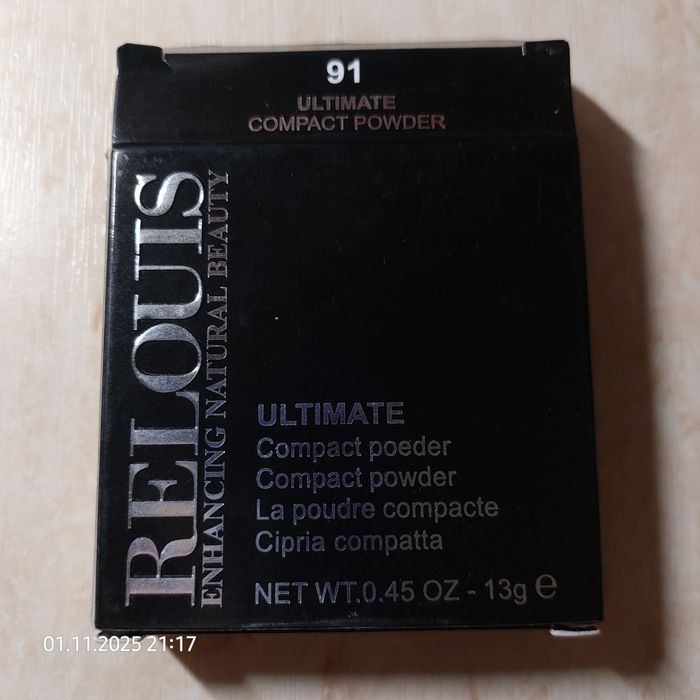 91
ULTIMATE
COMPACT POWDER
RELOUIS
ENHANCING NATURAL BEAUTY
ULTIMATE
Compact poeder
Compact powder
La poudre compacte
Cipria compatta
NET WT.0.45 OZ - 13g e
01.11.2025 21:17